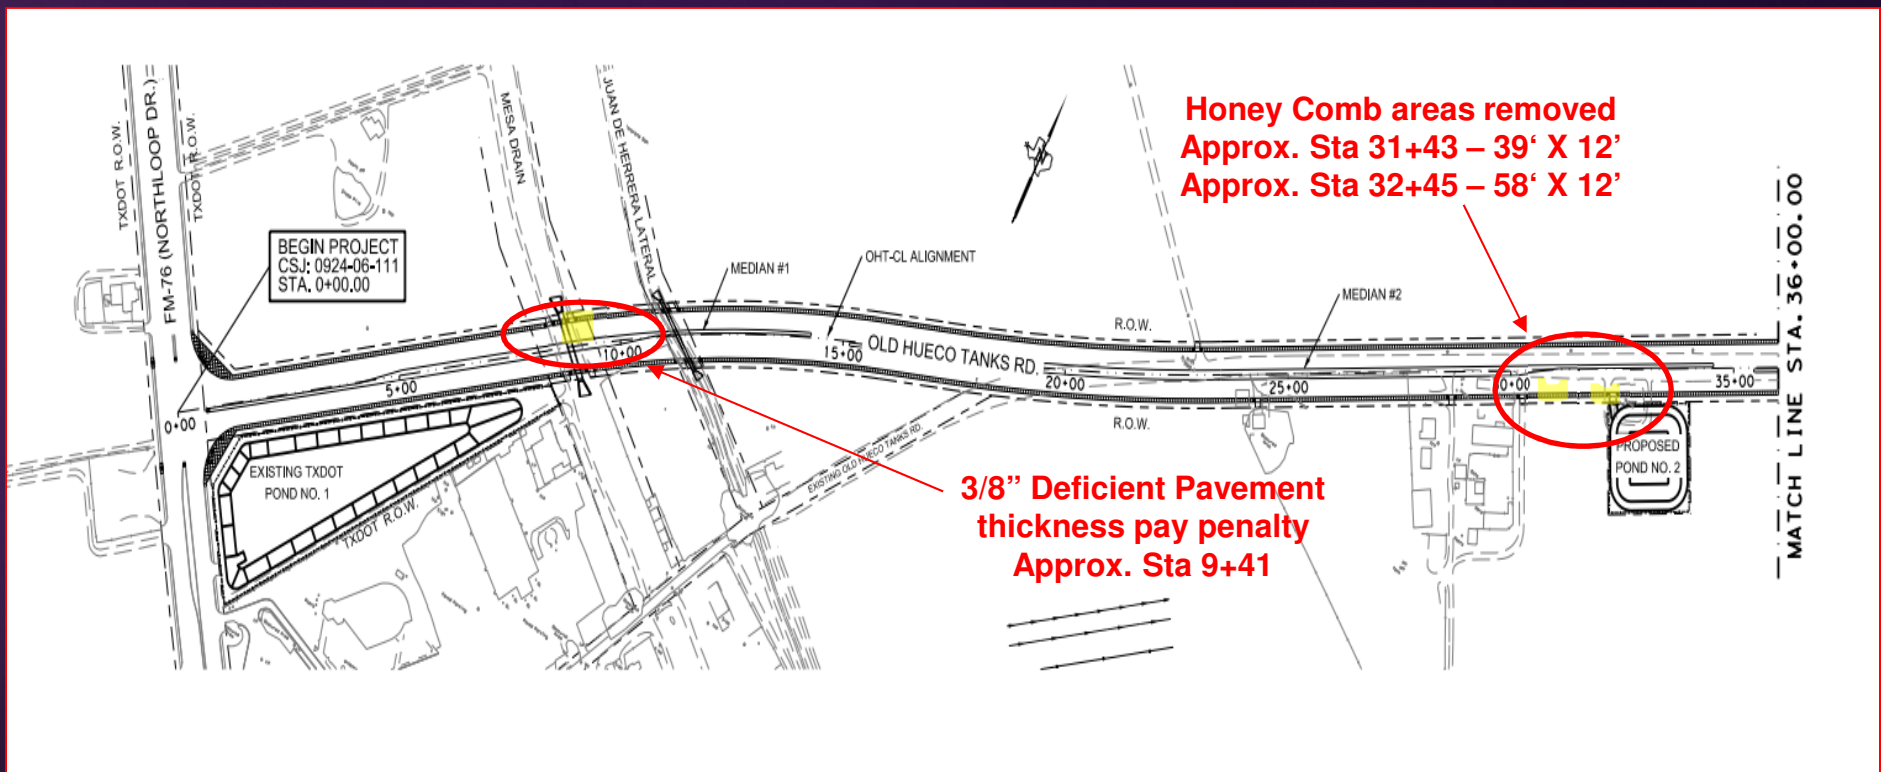 Honey Comb areas removed
Approx. Sta 31+43 – 39‘ X 12’
Approx. Sta 32+45 – 58‘ X 12’
TXDOT R.O.W.
FM-76 (NORTHLOOP DR.)
TXDOT R.O.W.
MESA DRAIN
JUAN DE HERRERA LATERAL
BEGIN PROJECT
CSJ: 0924-06-111
STA. 0+00.00
MEDIAN #1
OHT-CL ALIGNMENT
MEDIAN #2
R.O.W.
OLD HUECO TANKS RD.
0+00
5+00
10+00
15+00
20+00
25+00
0+00
35+00
R.O.W.
MATCH LINE STA. 36+00.00
EXISTING TXDOT
POND NO. 1
TXDOT R.O.W.
EXISTING OLD HUECO TANKS RD.
PROPOSED
POND NO. 2
3/8” Deficient Pavement
thickness pay penalty
Approx. Sta 9+41